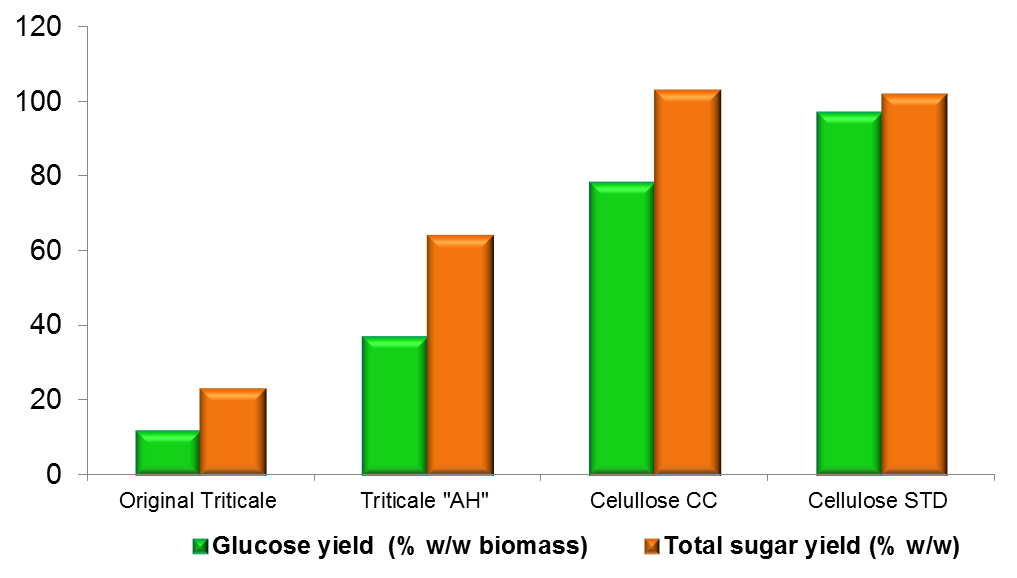 120
100
80
60
40
20
0
Original Triticale
Triticale "AH"
Celullose CC
Cellulose STD
Glucose yield (% w/w biomass)
Total sugar yield (% w/w)